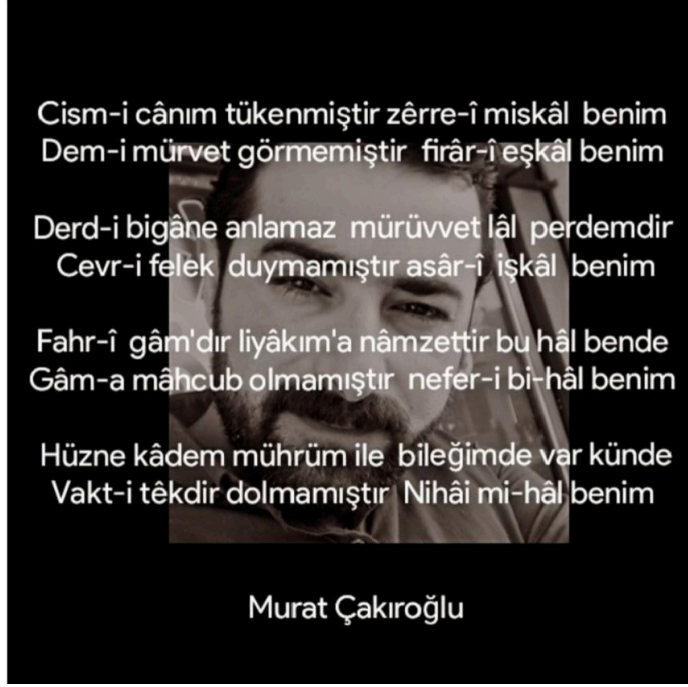 Cism-i cânım tükenmiştir zêrre-î miskâl benim
Dem-i mürvet görmemiştir firâr-î eşkâl benim
Derd-i bigâne anlamaz mürüvvet lâl perdemdir
Cevr-i felek duymamıştır asâr-î işkâl benim
Fahr-î gâm'dır liyâkım'a nâmzettir bu hâl bende
Gâm-a mâhcub olmamıştır nefer-i bi-hâl benim
Hüzne kâdem mührüm ile bileğimde var künde
Vakt-i têkdir dolmamıştır Nihâi mi-hâl benim
Murat Çakıroğlu